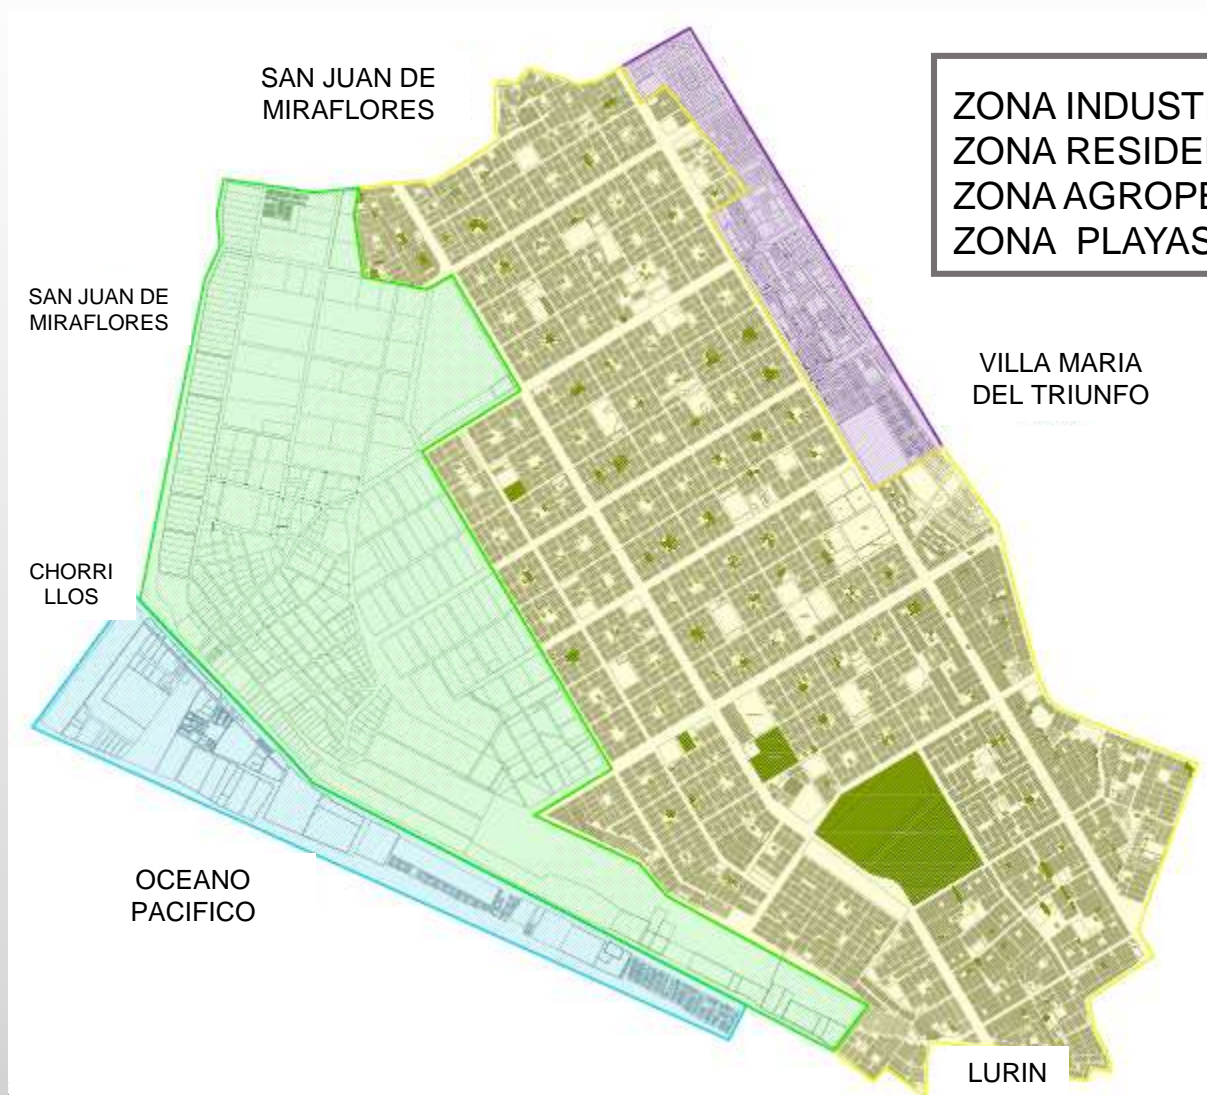 SAN JUAN DE
MIRAFLORES
ZONA INDUST
ZONA RESIDE
ZONA AGROP
ZONA PLAYAS
SAN JUAN DE
MIRAFLORES
VILLA MARIA
DEL TRIUNFO
CHORRI
LLOS
OCEANO
PACIFICO
LURIN